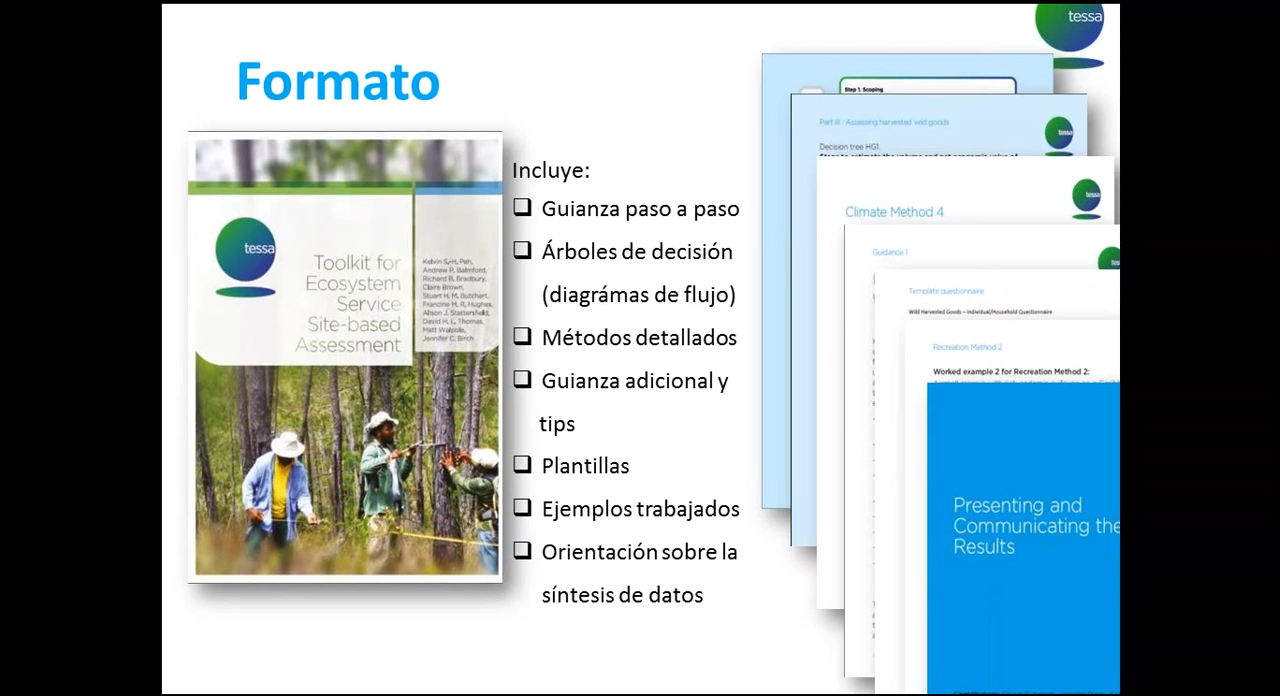 tessa
Formato
tessa
Toolkit for
Ecosystem
Service
Site-based
Assessment
Kelvin S.-H. Peh,
Andrew P. Balmford,
Richard B. Bradbury,
Claire Brown,
Stuart H. M. Butchart,
Francine M. R. Hughes,
Alison J. Stattersfield,
David H. L. Thomas,
Matt Walpole,
Jennifer C. Birch
Incluye:
Guianza paso a paso
Árboles de decisión
(diagrámas de flujo)
Métodos detallados
Guianza adicional y
tips
Plantillas
Ejemplos trabajados
Orientación sobre la
síntesis de datos
Step 1. Scoping
Part III : Assessing harvested wild goods
tessa
Decision tree HG1.
Climate Method 4
tessa
Guidance 1
Template questionnaire
Wild Harvested Goods – Individual/Household Questionnaire
Recreation Method 2
Worked example 2 for Recreation Method 2:
Presenting and
Communicating the
Results